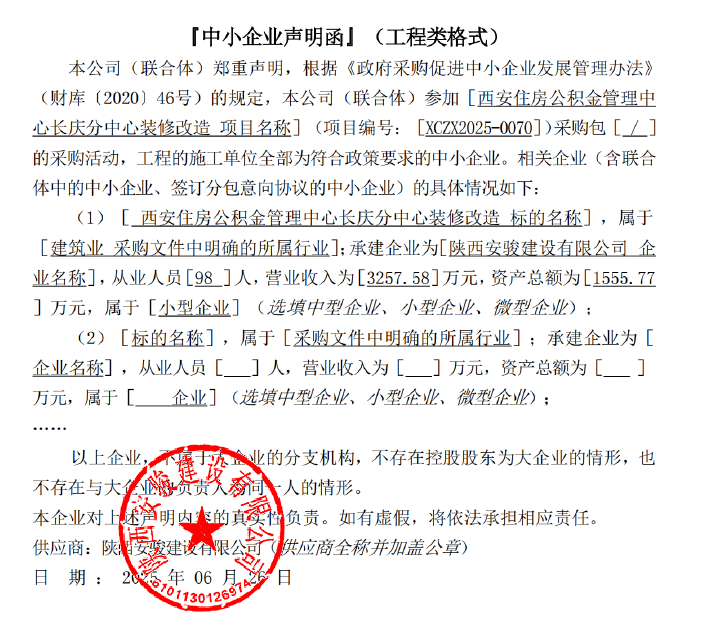 『中小企业声明函』（工程类格式）
本公司（联合体）郑重声明，根据《政府采购促进中小企业发展管理办法》
（财库〔2020〕46号）的规定，本公司（联合体）参加［西安住房公积金管理中
心长庆分中心装修改造 项目名称］（项目编号：［XCZX2025-0070］)采购包［ / ］
的采购活动，工程的施工单位全部为符合政策要求的中小企业。相关企业（含联合
体中的中小企业、签订分包意向协议的中小企业）的具体情况如下：
（1）［ 西安住房公积金管理中心长庆分中心装修改造 标的名称］，属于
［建筑业 采购文件中明确的所属行业］；承建企业为［陕西安骏建设有限公司 企
业名称］，从业人员［98 ］人，营业收入为［3257.58］万元，资产总额为［1555.77
］万元，属于［小型企业］（选填中型企业、小型企业、微型企业）；
（2）［标的名称］，属于［采购文件中明确的所属行业］；承建企业为［
企业名称］，从业人员［___］人，营业收入为［___］万元，资产总额为［___ ］
万元，属于［____企业］（选填中型企业、小型企业、微型企业）；
……
以上企业，不属于大企业的分支机构，不存在控股股东为大企业的情形，也
不存在与大企业的负责人为同一人的情形。
本企业对上述声明内容的真实性负责。如有虚假，将依法承担相应责任。
供应商：陕西安骏建设有限公司（供应商全称并加盖公章）
日 期：2025 年 06 月 26 日
陕西安骏建设有限公司
6101130126974